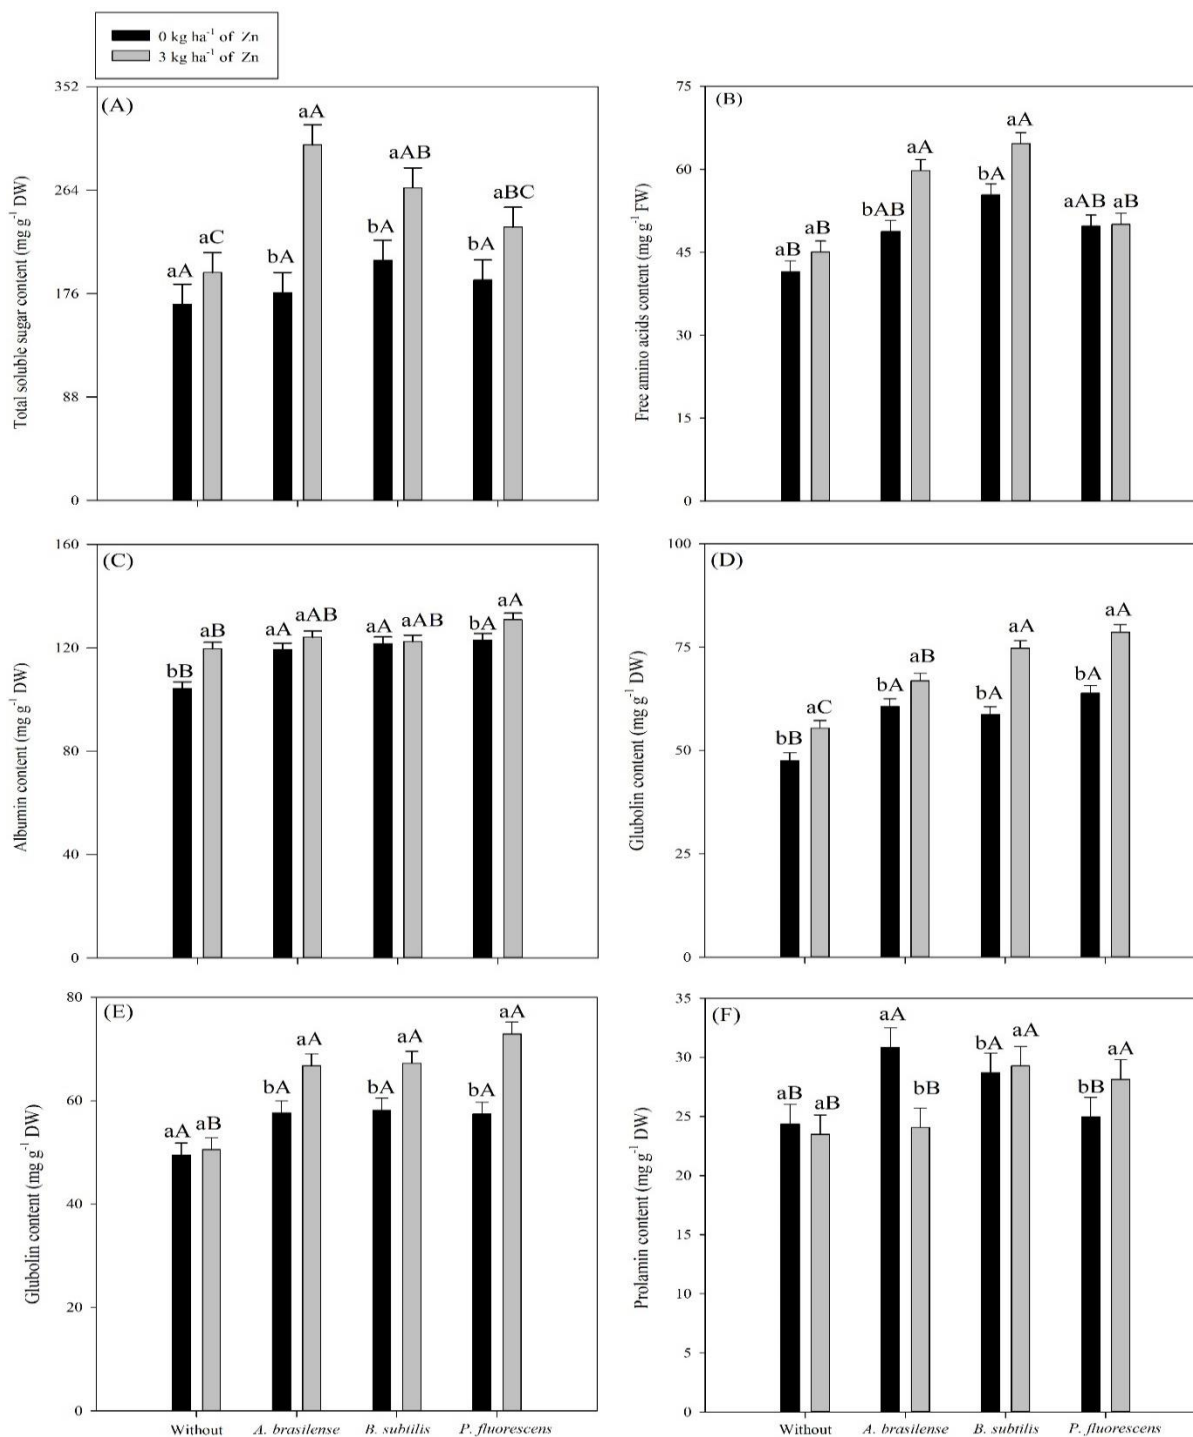 0 kg ha⁻¹ of Zn
3 kg ha⁻¹ of Zn
(A)
Total soluble sugar content (mg g⁻¹ DW)
352
264
176
88
0
aA
aC
bA
aA
bA
aAB
bA
aBC
(B)
Free amino acids content (mg g⁻¹ FW)
75
60
45
30
15
0
aB
aB
bAB
aA
bA
aA
aAB
aB
(C)
Albumin content (mg g⁻¹ DW)
160
120
80
40
0
bB
aB
aA
aAB
aA
aAB
bA
aA
(D)
Glubolin content (mg g⁻¹ DW)
100
75
50
25
0
bB
aC
bA
aB
bA
aA
bA
aA
(E)
Glubolin content (mg g⁻¹ DW)
80
60
40
20
0
aA
aB
bA
aA
bA
aA
bA
aA
Without
A. brasilense
B. subtilis
P. fluorescens
(F)
Prolamin content (mg g⁻¹ DW)
35
30
25
20
15
10
5
0
aB
aB
aA
bB
bA
aA
bB
aA
Without
A. brasilense
B. subtilis
P. fluorescens